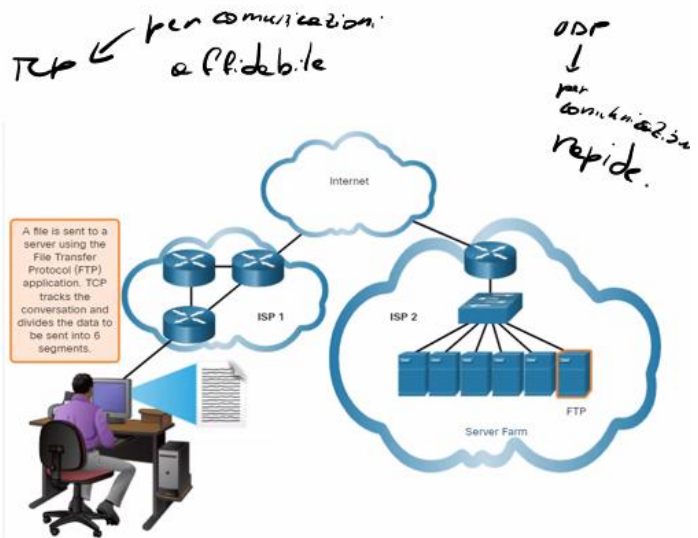 TCP ← per comunicazioni
affidabile
UDP
↓
per
comunicazioni
rapide.
Internet
A file is sent to a
server using the
File Transfer
Protocol (FTP)
application. TCP
tracks the
conversation and
divides the data to
be sent into 6
segments.
ISP 1
ISP 2
FTP
Server Farm